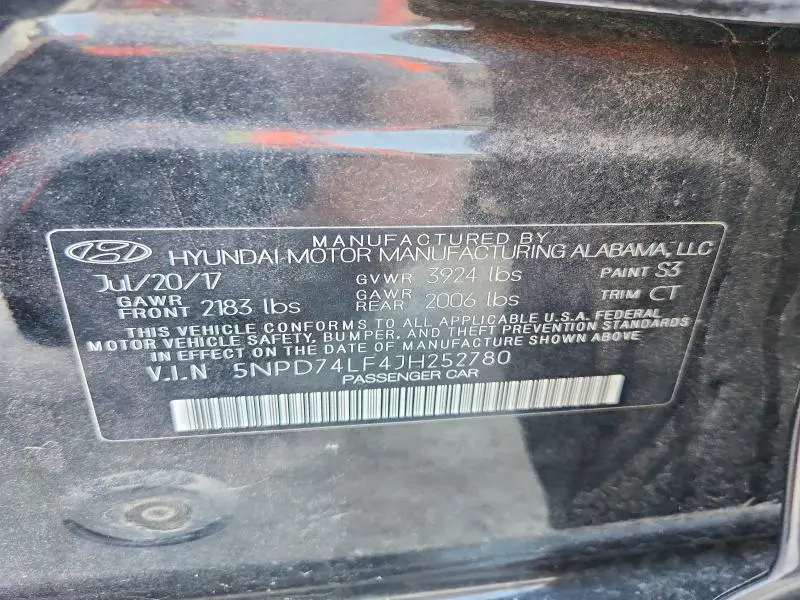 MANUFACTURED BY
HYUNDAI MOTOR MANUFACTURING ALABAMA, LLC
Jul/20/17 GVWR 3924 lbs PAINT S3
GAWR FRONT 2183 lbs GAWR REAR 2006 lbs TRIM CT
THIS VEHICLE CONFORMS TO ALL APPLICABLE U.S.A. FEDERAL
MOTOR VEHICLE SAFETY, BUMPER, AND THEFT PREVENTION STANDARDS
IN EFFECT ON THE DATE OF MANUFACTURE SHOWN ABOVE
V.I.N 5NPD74LF4JH252780
PASSENGER CAR